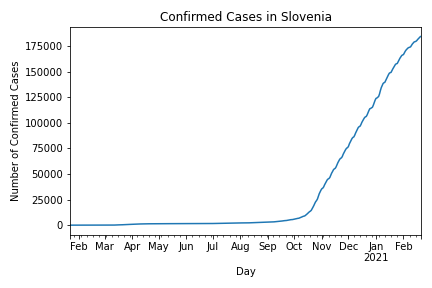 Confirmed Cases in Slovenia
Number of Confirmed Cases
175000
150000
125000
100000
75000
50000
25000
0
Feb Mar Apr May Jun Jul Aug Sep Oct Nov Dec Jan Feb
2021
Day